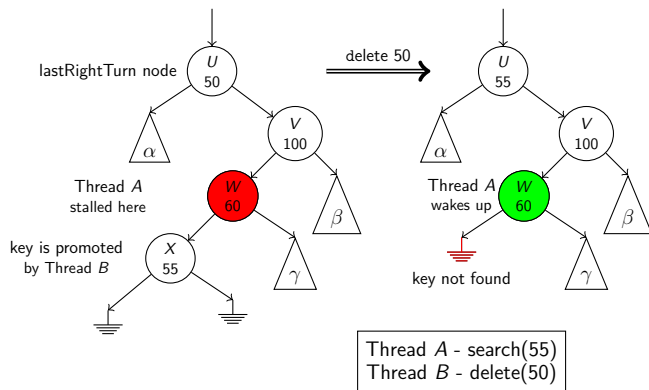 lastRightTurn node
U
50
delete 50
U
55
α
V
100
α
V
100
Thread A
stalled here
W
60
β
Thread A
wakes up
W
60
β
key is promoted
by Thread B
X
55
γ
key not found
γ
Thread A - search(55)
Thread B - delete(50)